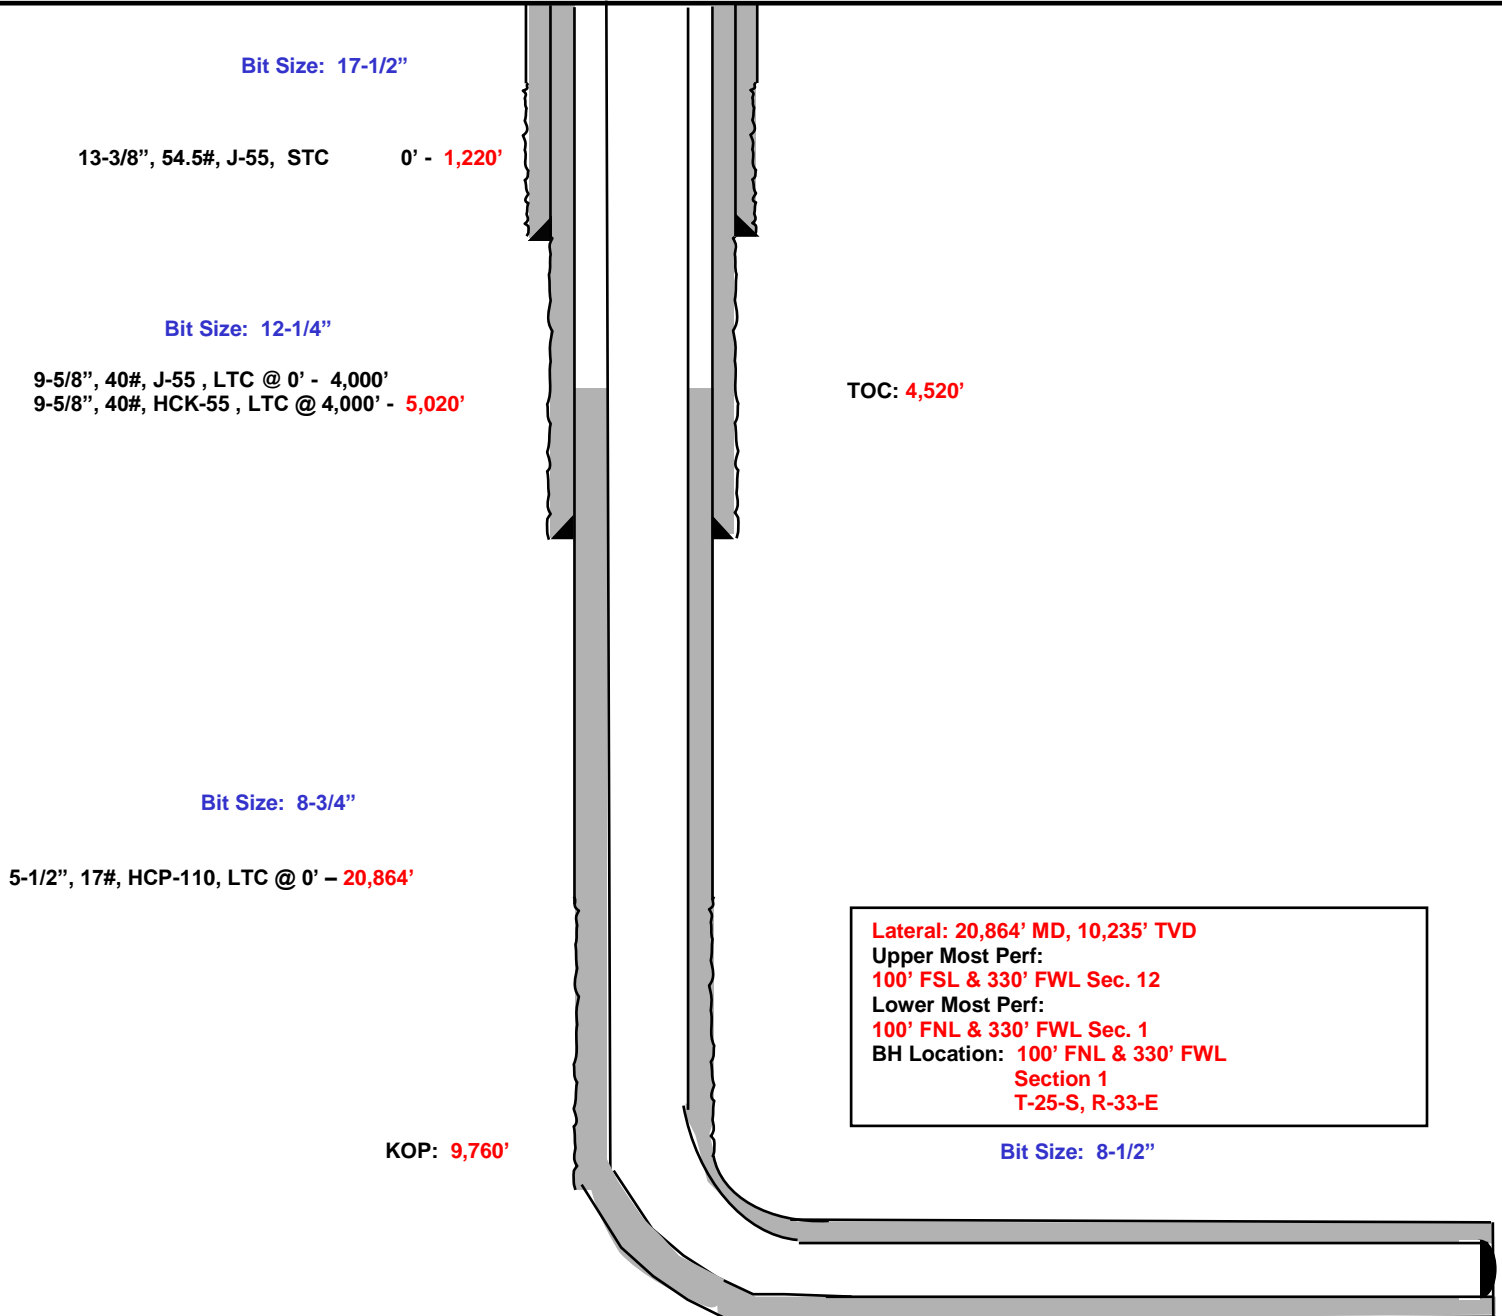 Bit Size: 17-1/2”
13-3/8”, 54.5#, J-55, STC 0’ - 1,220’
Bit Size: 12-1/4”
9-5/8”, 40#, J-55 , LTC @ 0’ - 4,000’
9-5/8”, 40#, HCK-55 , LTC @ 4,000’ - 5,020’
TOC: 4,520’
Bit Size: 8-3/4”
5-1/2”, 17#, HCP-110, LTC @ 0’ – 20,864’
Lateral: 20,864’ MD, 10,235’ TVD
Upper Most Perf:
100’ FSL & 330’ FWL Sec. 12
Lower Most Perf:
100’ FNL & 330’ FWL Sec. 1
BH Location: 100’ FNL & 330’ FWL
Section 1
T-25-S, R-33-E
KOP: 9,760’
Bit Size: 8-1/2”